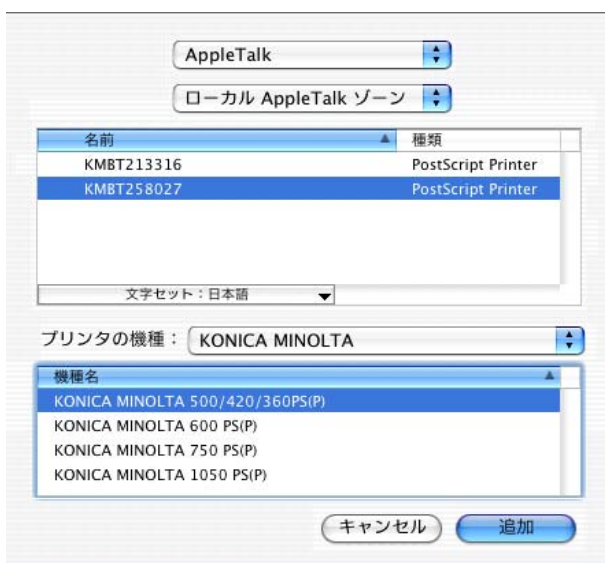 AppleTalk
ローカル AppleTalk ゾーン
名前 種類
KMBT213316 PostScript Printer
KMBT258027 PostScript Printer
文字セット：日本語
プリンタの機種： KONICA MINOLTA
機種名
KONICA MINOLTA 500/420/360PS(P)
KONICA MINOLTA 600 PS(P)
KONICA MINOLTA 750 PS(P)
KONICA MINOLTA 1050 PS(P)
キャンセル 追加